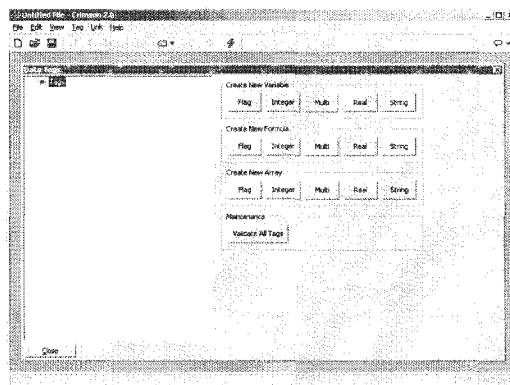 Untitled File - Crimson 2.0
File Edit View Tag Link Help
Data Tags
Create New Variable
Flag Integer Multi Real String
Create New Formula
Flag Integer Multi Real String
Create New Array
Flag Integer Multi Real String
Maintenance
Validate All Tags
Close